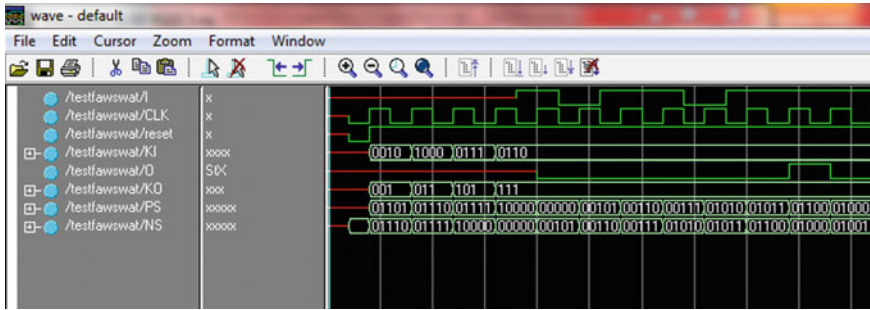 wave - default
File Edit Cursor Zoom Format Window
/testfawswat/I x
/testfawswat/CLK x
/testfawswat/reset x
/testfawswat/KI xxxx 0010 1000 0111 0110
/testfawswat/O StX
/testfawswat/KO xxx 001 011 101 111
/testfawswat/PS xxxxx 01101 01110 01111 10000 00000 00101 00110 00111 01010 01011 01100 01000
/testfawswat/NS xxxxx 01110 01111 10000 00000 00101 00110 00111 01010 01011 01100 01000 01001